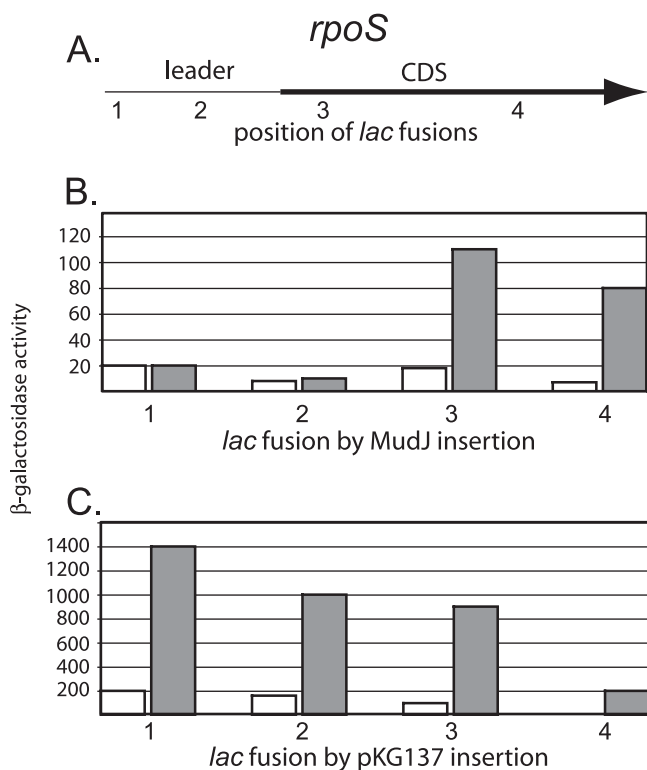 rpoS
A.
leader CDS
1 2 3 4
position of lac fusions
B.
120
100
80
60
40
20
1 2 3 4
lac fusion by MudJ insertion
β-galactosidase activity
C.
1400
1200
1000
800
600
400
200
1 2 3 4
lac fusion by pKG137 insertion